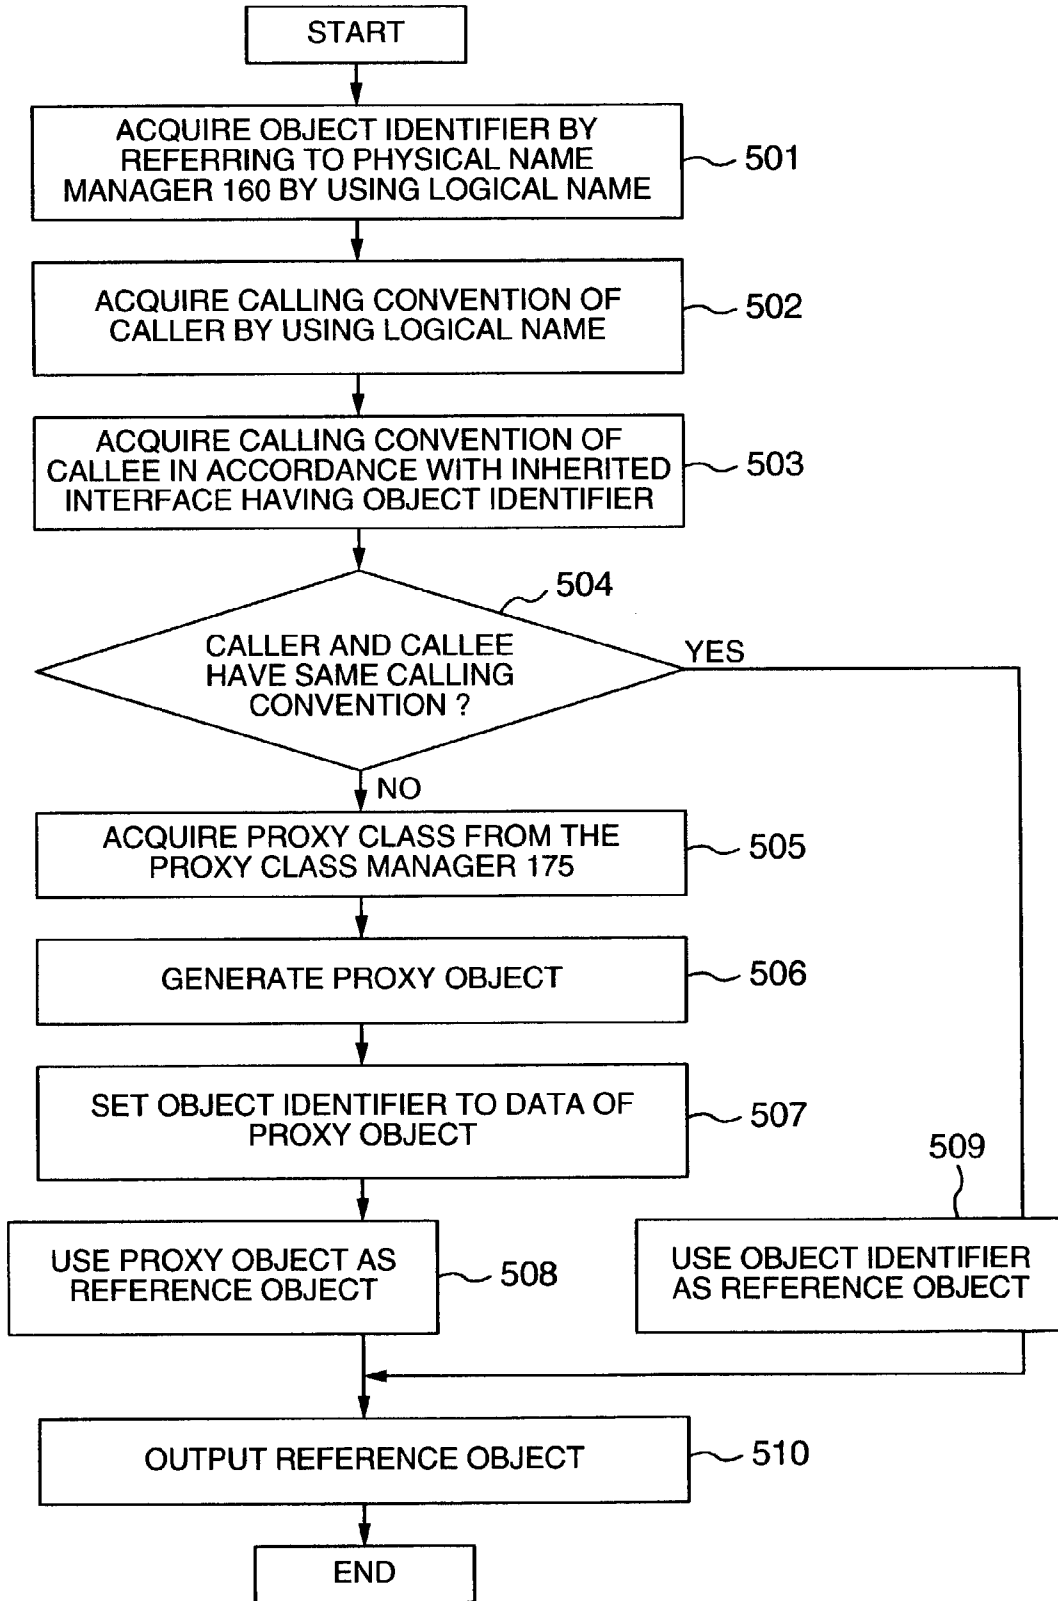 START
ACQUIRE OBJECT IDENTIFIER BY
REFERRING TO PHYSICAL NAME
MANAGER 160 BY USING LOGICAL NAME
501
ACQUIRE CALLING CONVENTION OF
CALLER BY USING LOGICAL NAME
502
ACQUIRE CALLING CONVENTION OF
CALLEE IN ACCORDANCE WITH INHERITED
INTERFACE HAVING OBJECT IDENTIFIER
503
504
CALLER AND CALLEE
HAVE SAME CALLING
CONVENTION ?
YES
NO
ACQUIRE PROXY CLASS FROM THE
PROXY CLASS MANAGER 175
505
GENERATE PROXY OBJECT
506
SET OBJECT IDENTIFIER TO DATA OF
PROXY OBJECT
507
USE PROXY OBJECT AS
REFERENCE OBJECT
508
509
USE OBJECT IDENTIFIER
AS REFERENCE OBJECT
OUTPUT REFERENCE OBJECT
510
END